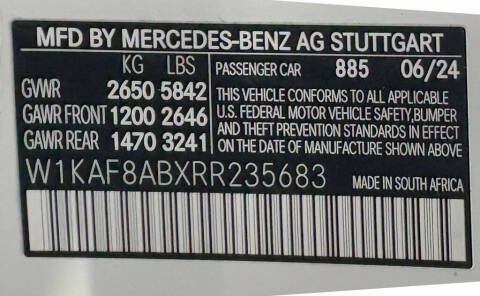 MFD BY MERCEDES-BENZ AG STUTTGART
KG LBS
GVWR 2650 5842
GAWR FRONT 1200 2646
GAWR REAR 1470 3241
PASSENGER CAR 885 06/24
THIS VEHICLE CONFORMS TO ALL APPLICABLE
U.S. FEDERAL MOTOR VEHICLE SAFETY,BUMPER
AND THEFT PREVENTION STANDARDS IN EFFECT
ON DATE OF MANUFACTURE SHOWN ABOVE.
W1KAF8ABXRR235683
MADE IN SOUTH AFRICA